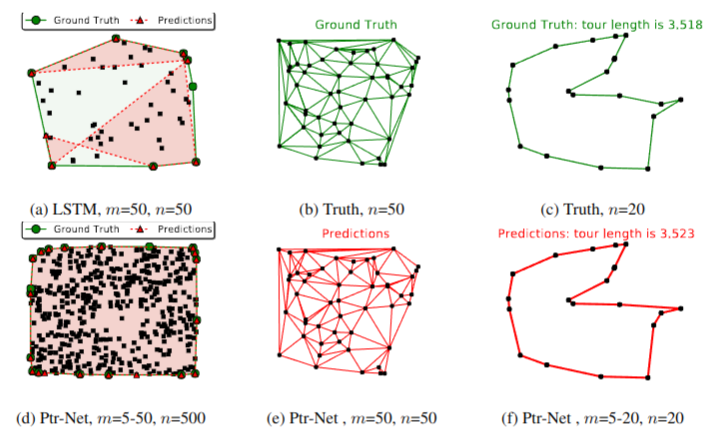 Ground Truth Predictions
Ground Truth
Ground Truth: tour length is 3.518
(a) LSTM, m=50, n=50
(b) Truth, n=50
(c) Truth, n=20
Ground Truth Predictions
Predictions
Predictions: tour length is 3.523
(d) Ptr-Net, m=5-50, n=500
(e) Ptr-Net , m=50, n=50
(f) Ptr-Net , m=5-20, n=20